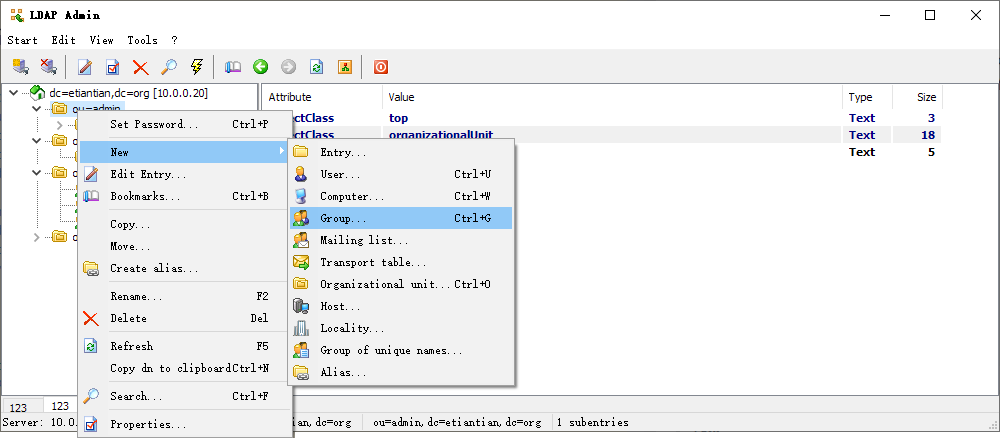 LDAP Admin
Start Edit View Tools ?
dc=etiantian,dc=org [10.0.0.20]
Attribute Value Type Size
ou=admin
ectClass top Text 3
ectClass organizationalUnit Text 18
Text 5
Set Password... Ctrl+P
New
Edit Entry...
Bookmarks... Ctrl+B
Copy...
Move...
Create alias...
Rename... F2
Delete Del
Refresh F5
Copy dn to clipboard Ctrl+N
Search... Ctrl+F
Properties...
Entry...
User... Ctrl+U
Computer... Ctrl+W
Group... Ctrl+G
Mailing list...
Transport table...
Organizational unit... Ctrl+O
Host...
Locality...
Group of unique names...
Alias...
123 123
Server: 10.0. ian,dc=org ou=admin,dc=etiantian,dc=org 1 subentries